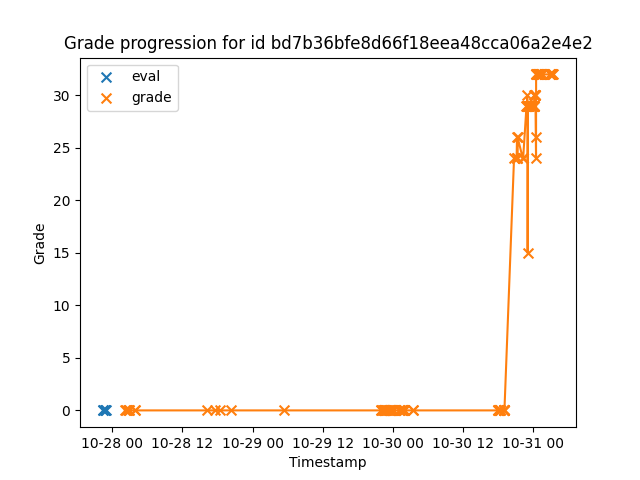 Grade progression for id bd7b36bfe8d66f18eea48cca06a2e4e2
eval
grade
30
25
20
15
10
5
0
Grade
10-28 00 10-28 12 10-29 00 10-29 12 10-30 00 10-30 12 10-31 00
Timestamp